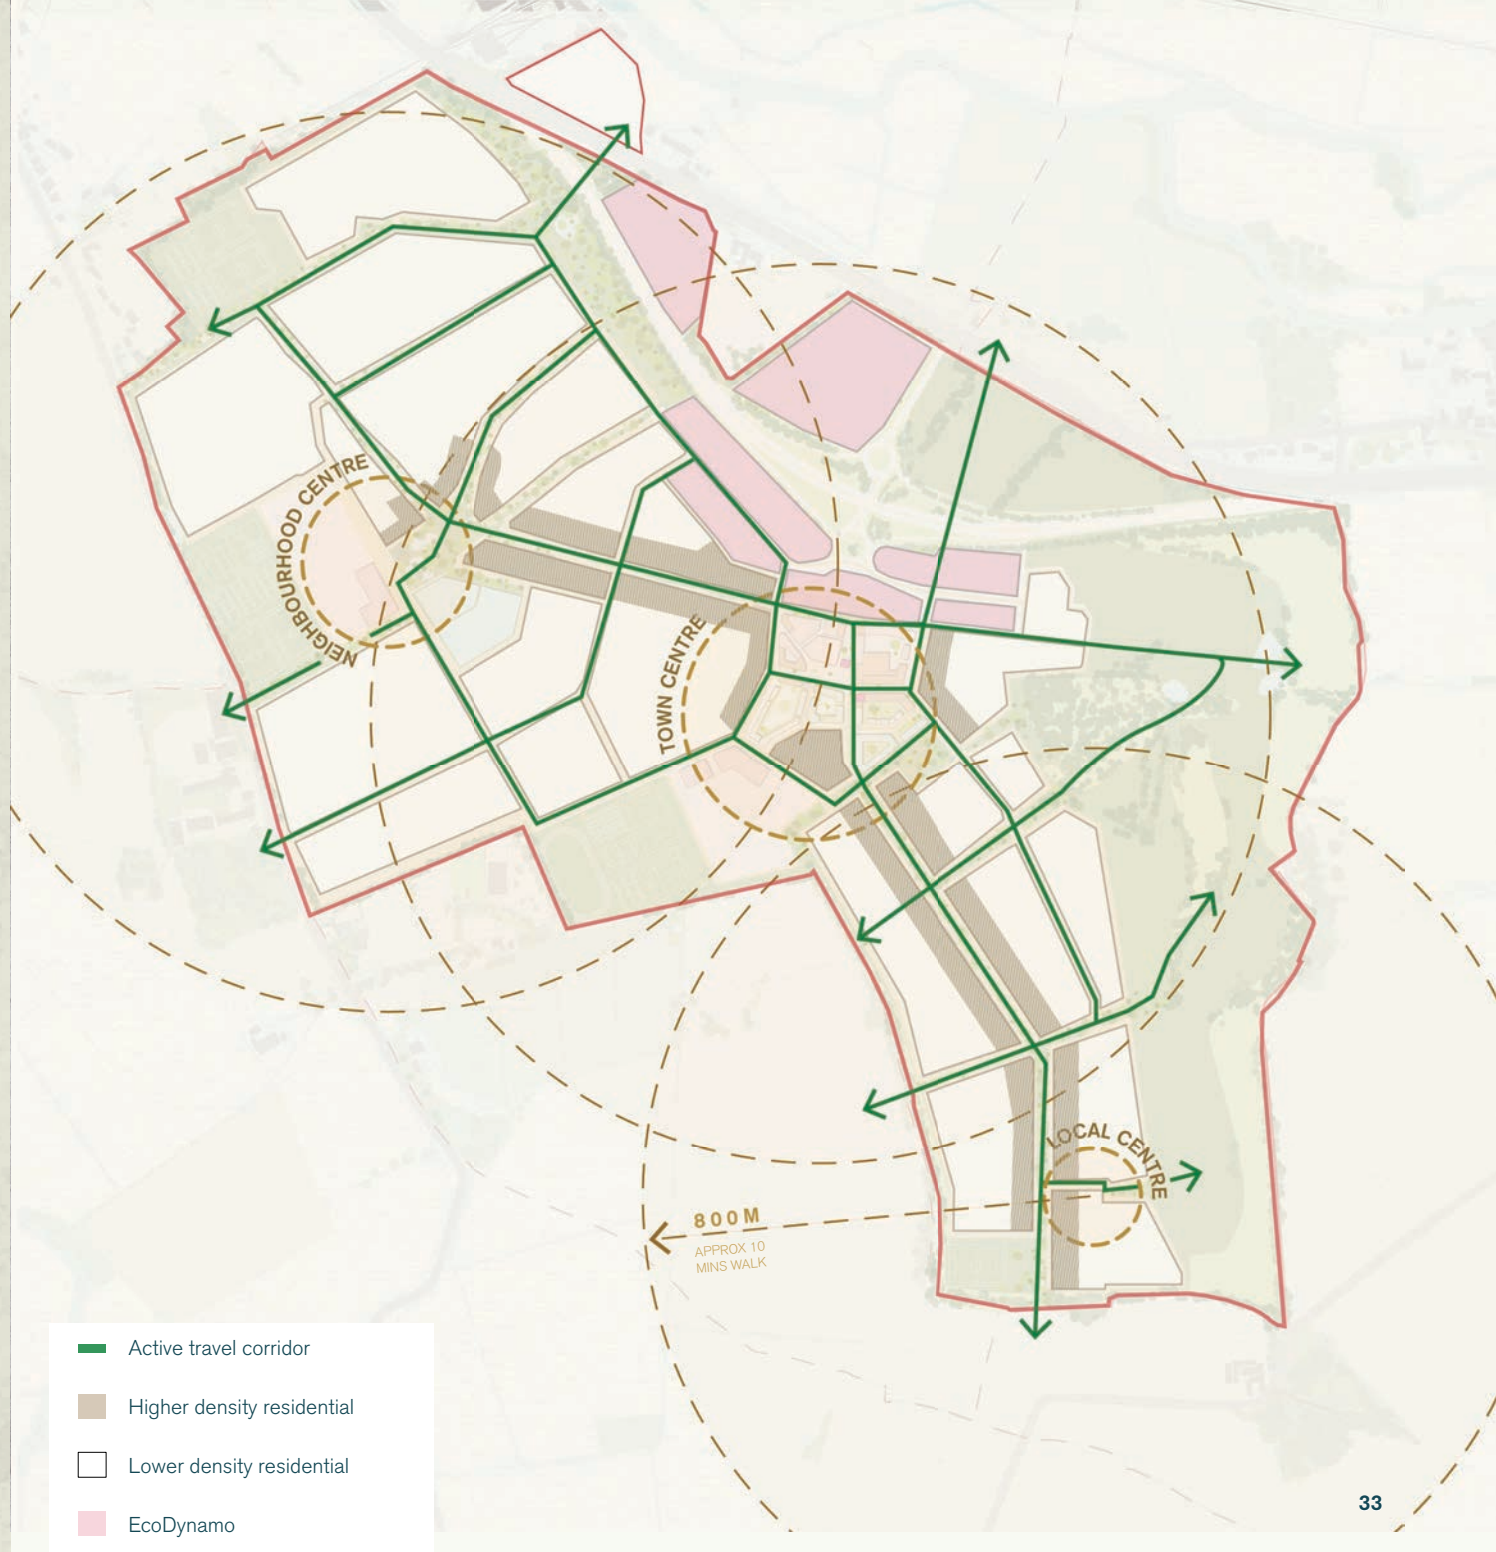 NEIGHBOURHOOD CENTRE
TOWN CENTRE
LOCAL CENTRE
800M
APPROX 10
MINS WALK
Active travel corridor
Higher density residential
Lower density residential
EcoDynamo
33